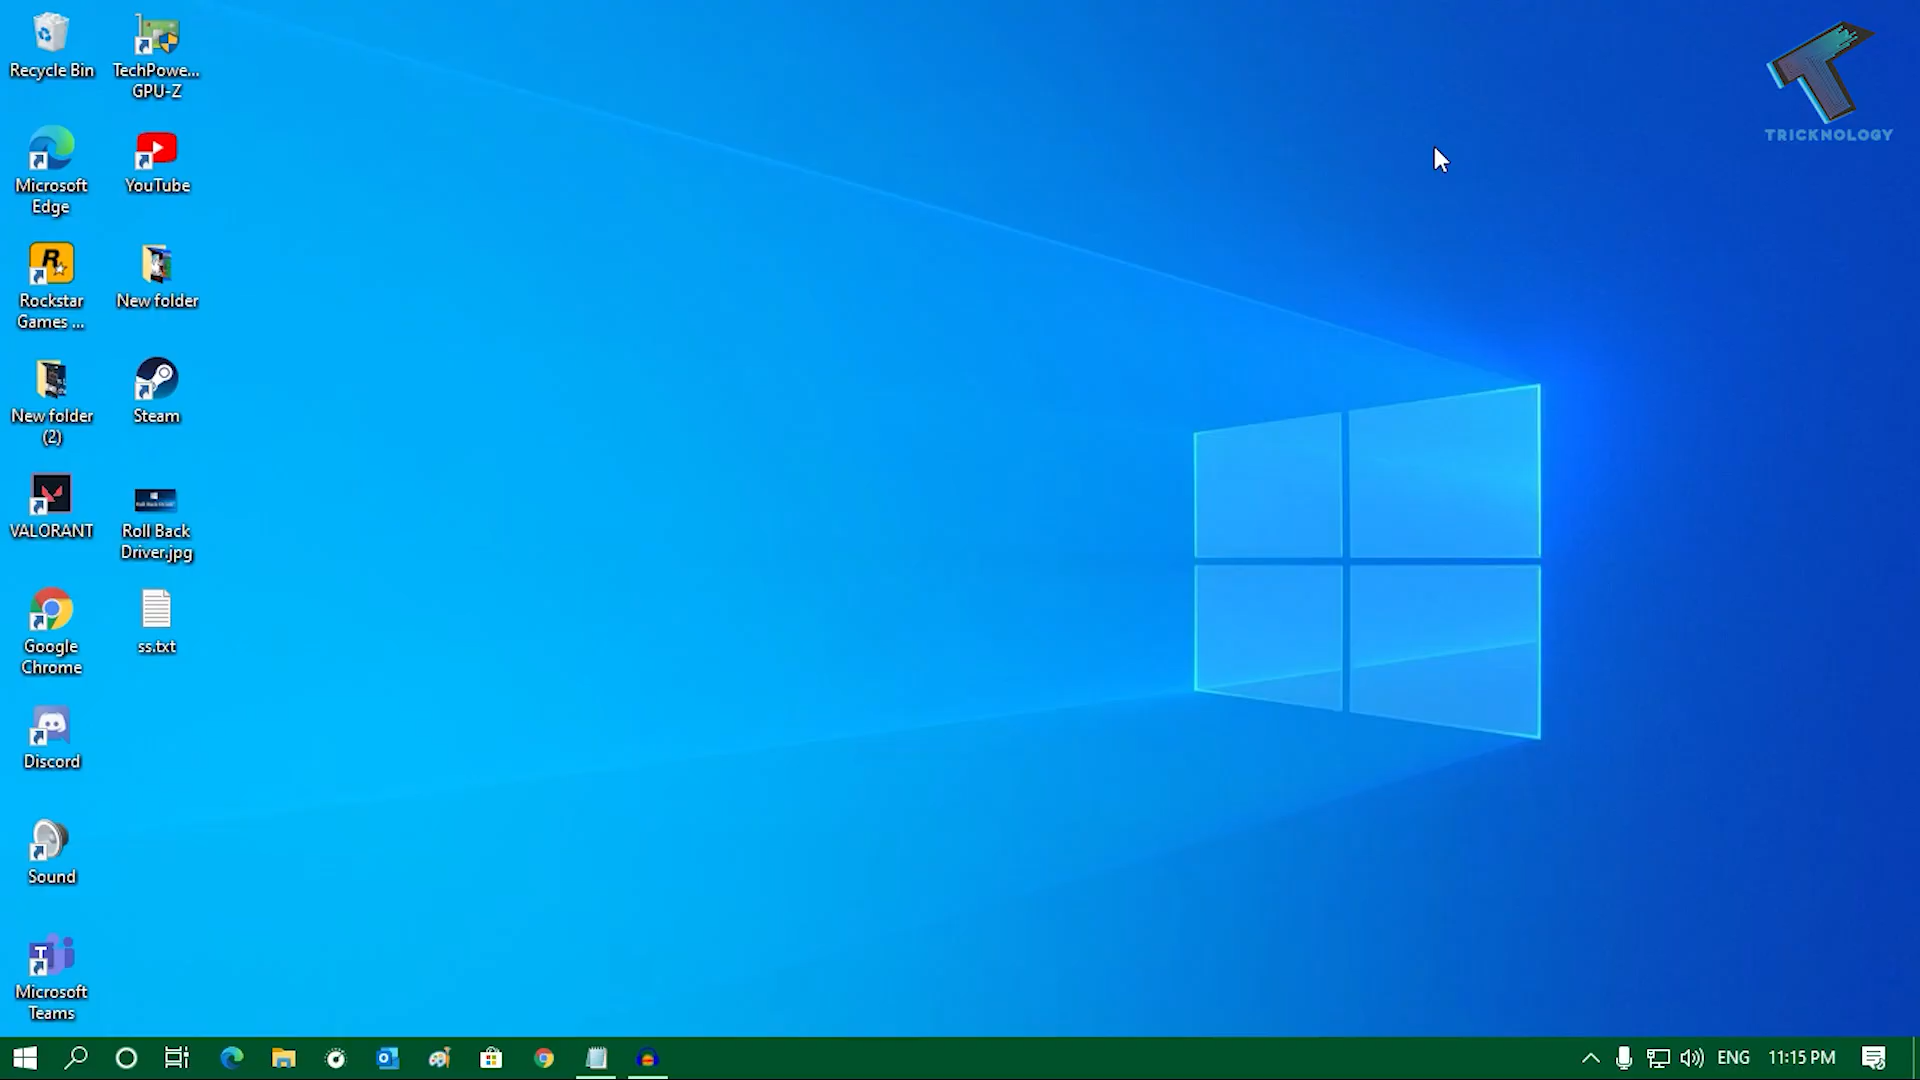 Recycle Bin
TechPowe...
GPU-Z
TRICKNOLOGY
Microsoft
Edge
YouTube
Rockstar
Games ...
New folder
New folder
(2)
Steam
VALORANT
Roll Back
Driver.jpg
Google
Chrome
ss.txt
Discord
Sound
Microsoft
Teams
ENG
11:15 PM